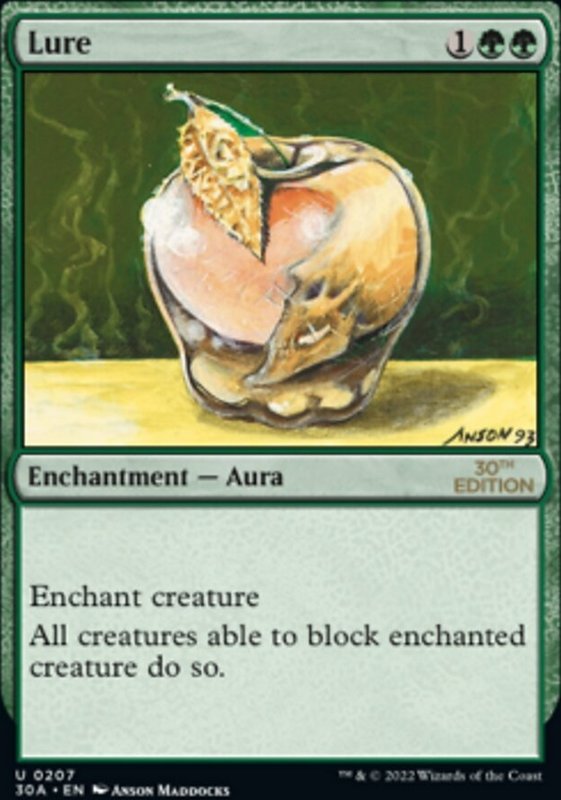 Lure 1
ANSON 93
Enchantment — Aura 30TH EDITION
Enchant creature
All creatures able to block enchanted
creature do so.
U 0207
30A • EN Anson Maddocks ™ & © 2022 Wizards of the Coast